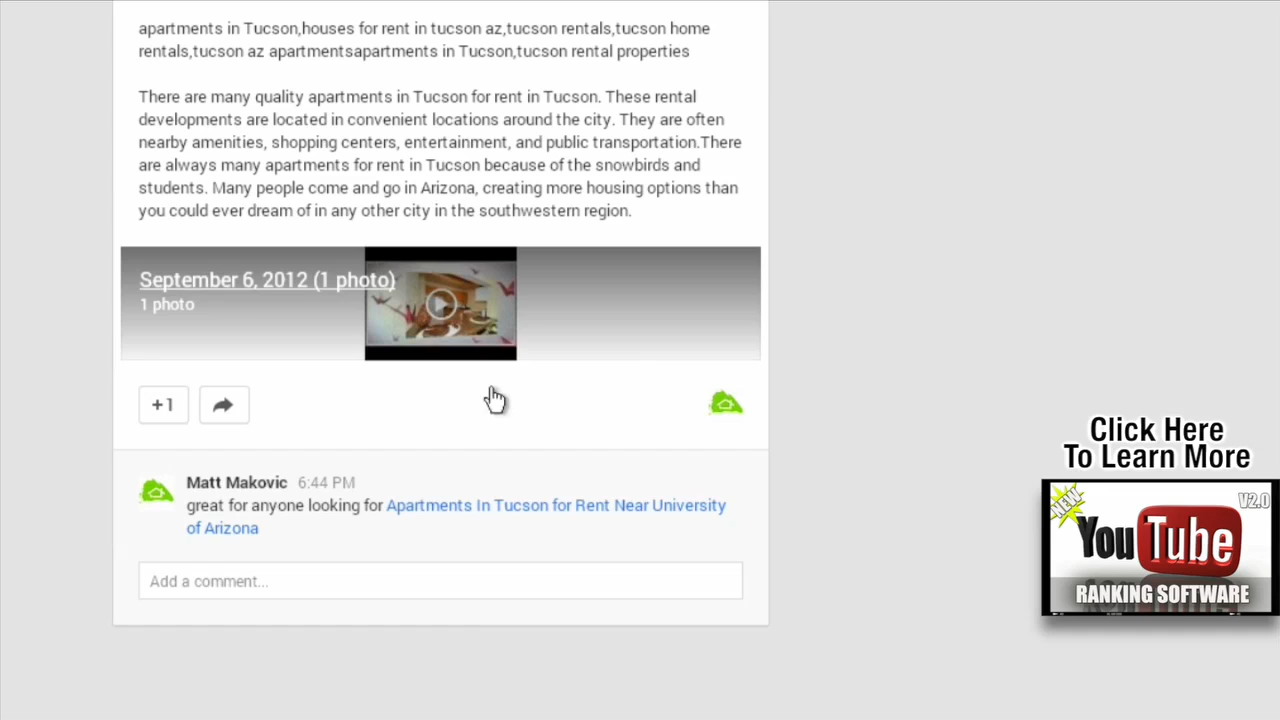 apartments in Tucson,houses for rent in tucson az,tucson rentals,tucson home
rentals,tucson az apartmentsapartments in Tucson,tucson rental properties
There are many quality apartments in Tucson for rent in Tucson. These rental
developments are located in convenient locations around the city. They are often
nearby amenities, shopping centers, entertainment, and public transportation.There
are always many apartments for rent in Tucson because of the snowbirds and
students. Many people come and go in Arizona, creating more housing options than
you could ever dream of in any other city in the southwestern region.
September 6, 2012 (1 photo)
1 photo
+1
Matt Makovic 6:44 PM
great for anyone looking for Apartments In Tucson for Rent Near University
of Arizona
Add a comment...
Click Here
To Learn More
NEW
V2.0
YouTube
RANKING SOFTWARE